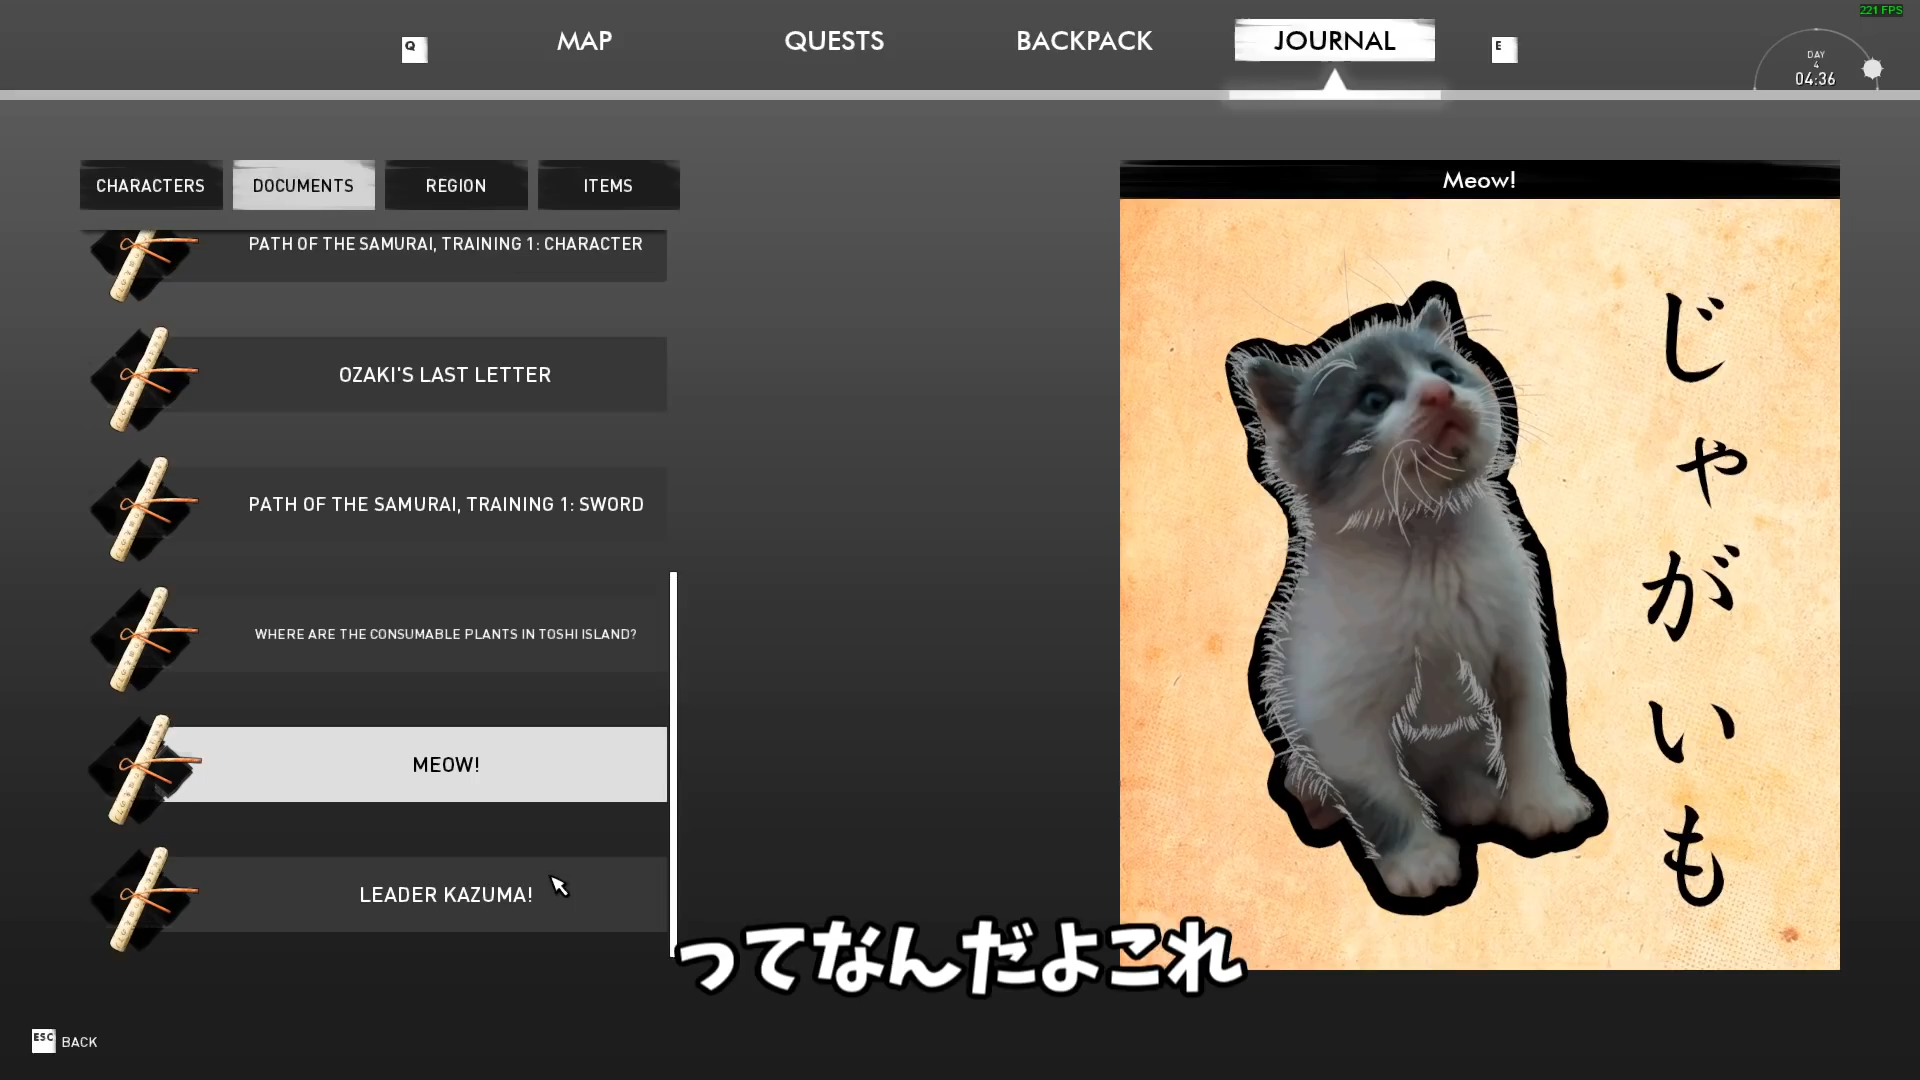 221 FPS
Q
MAP
QUESTS
BACKPACK
JOURNAL
E
DAY
4
04:36
CHARACTERS
DOCUMENTS
REGION
ITEMS
PATH OF THE SAMURAI, TRAINING 1: CHARACTER
OZAKI'S LAST LETTER
PATH OF THE SAMURAI, TRAINING 1: SWORD
WHERE ARE THE CONSUMABLE PLANTS IN TOSHI ISLAND?
MEOW!
LEADER KAZUMA!
Meow!
じゃがいも
ってなんだよこれ
ESC BACK